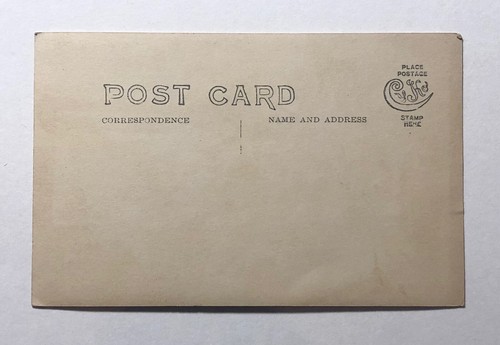 POST CARD
CORRESPONDENCE
NAME AND ADDRESS
PLACE
POSTAGE
STAMP
HERE